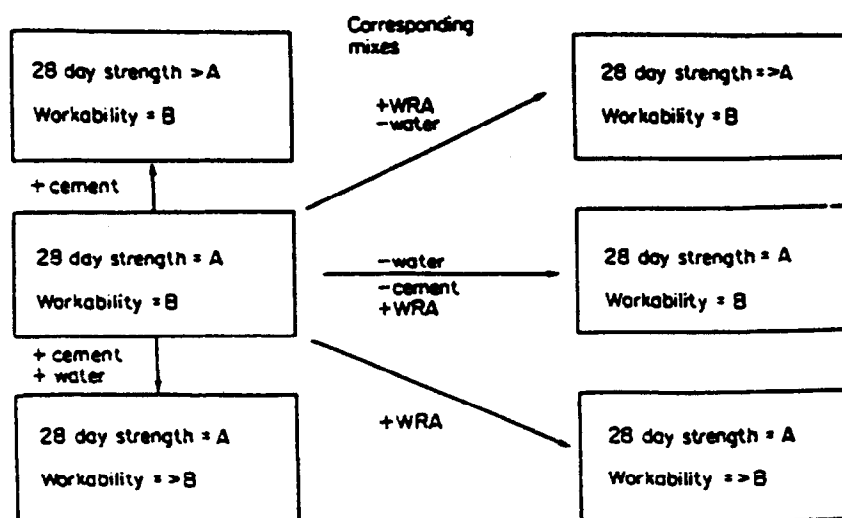 Corresponding
mixes
28 day strength >A
Workability = B
+WRA
-water
28 day strength =>A
Workability = B
+ cement
28 day strength = A
Workability = B
-water
-cement
+WRA
28 day strength = A
Workability = B
+ cement
+ water
28 day strength = A
Workability = >B
+WRA
28 day strength = A
Workability = >B